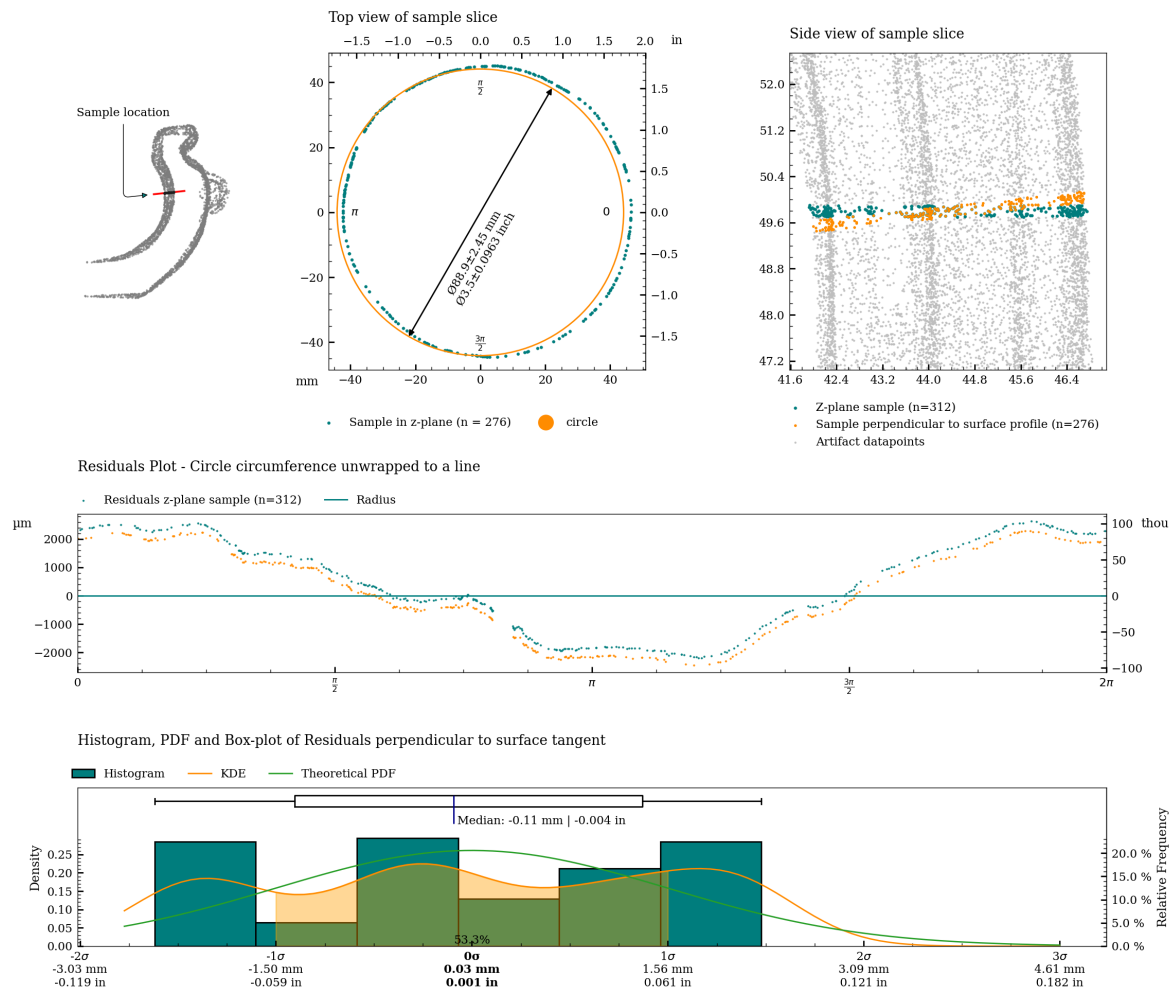 Top view of sample slice
−1.5 −1.0 −0.5 0.0 0.5 1.0 1.5 2.0 in
Sample location
40
20
0
−20
−40
mm
−40 −20 0 20 40
1.5
1.0
0.5
0.0
−0.5
−1.0
−1.5
π/2
π
0
3π/2
Ø88.9±2.45 mm
Ø3.5±0.0963 inch
Sample in z-plane (n = 276) circle
Side view of sample slice
52.0
51.2
50.4
49.6
48.8
48.0
47.2
41.6 42.4 43.2 44.0 44.8 45.6 46.4
Z-plane sample (n=312)
Sample perpendicular to surface profile (n=276)
Artifact datapoints
Residuals Plot - Circle circumference unwrapped to a line
Residuals z-plane sample (n=312) Radius
µm
2000
1000
0
−1000
−2000
100 thou
50
0
−50
−100
0 π/2 π 3π/2 2π
Histogram, PDF and Box-plot of Residuals perpendicular to surface tangent
Histogram KDE Theoretical PDF
Median: -0.11 mm | -0.004 in
Density
0.25
0.20
0.15
0.10
0.05
0.00
Relative Frequency
20.0 %
15.0 %
10.0 %
5.0 %
0.0 %
53.3%
-2σ -1σ 0σ 1σ 2σ 3σ
-3.03 mm -1.50 mm 0.03 mm 1.56 mm 3.09 mm 4.61 mm
-0.119 in -0.059 in 0.001 in 0.061 in 0.121 in 0.182 in